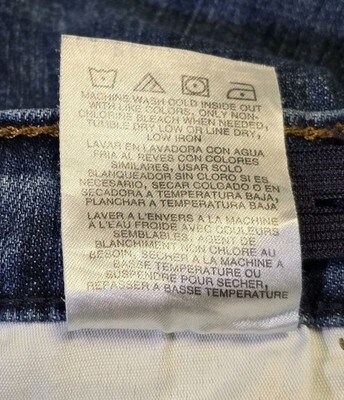 MACHINE WASH COLD INSIDE OUT
WITH LIKE COLORS, ONLY NON-
CHLORINE BLEACH WHEN NEEDED,
TUMBLE DRY LOW OR LINE DRY,
LOW IRON
LAVAR EN LAVADORA CON AGUA
FRIA AL REVES CON COLORES
SIMILARES, USAR SOLO
BLANQUEADOR SIN CLORO SI ES
NECESARIO, SECAR COLGADO O EN
SECADORA A TEMPERATURA BAJA,
PLANCHAR A TEMPERATURA BAJA
LAVER A L'ENVERS A LA MACHINE
A L'EAU FROIDE AVEC COULEURS
SEMBLABLES, AGENT DE
BLANCHIMENT NON CHLORE AU
BESOIN, SECHER A LA MACHINE A
BASSE TEMPERATURE OU
SUSPENDRE POUR SECHER,
REPASSER A BASSE TEMPERATURE